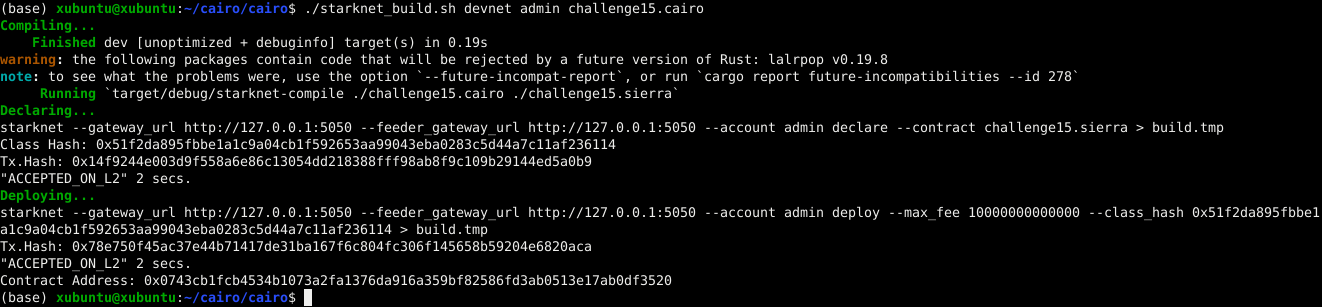 (base) xubuntu@xubuntu:~/cairo/cairo$ ./starknet_build.sh devnet admin challenge15.cairo
Compiling...
    Finished dev [unoptimized + debuginfo] target(s) in 0.19s
warning: the following packages contain code that will be rejected by a future version of Rust: lalrpop v0.19.8
note: to see what the problems were, use the option `--future-incompat-report`, or run `cargo report future-incompatibilities --id 278`
     Running `target/debug/starknet-compile ./challenge15.cairo ./challenge15.sierra`
Declaring...
starknet --gateway_url http://127.0.0.1:5050 --feeder_gateway_url http://127.0.0.1:5050 --account admin declare --contract challenge15.sierra > build.tmp
Class Hash: 0x51f2da895fbbe1a1c9a04cb1f592653aa99043eba0283c5d44a7c11af236114
Tx.Hash: 0x14f9244e003d9f558a6e86c13054dd218388fff98ab8f9c109b29144ed5a0b9
"ACCEPTED_ON_L2" 2 secs.
Deploying...
starknet --gateway_url http://127.0.0.1:5050 --feeder_gateway_url http://127.0.0.1:5050 --account admin deploy --max_fee 10000000000000 --class_hash 0x51f2da895fbbe1
a1c9a04cb1f592653aa99043eba0283c5d44a7c11af236114 > build.tmp
Tx.Hash: 0x78e750f45ac37e44b71417de31ba167f6c804fc306f145658b59204e6820aca
"ACCEPTED_ON_L2" 2 secs.
Contract Address: 0x0743cb1fcb4534b1073a2fa1376da916a359bf82586fd3ab0513e17ab0df3520
(base) xubuntu@xubuntu:~/cairo/cairo$